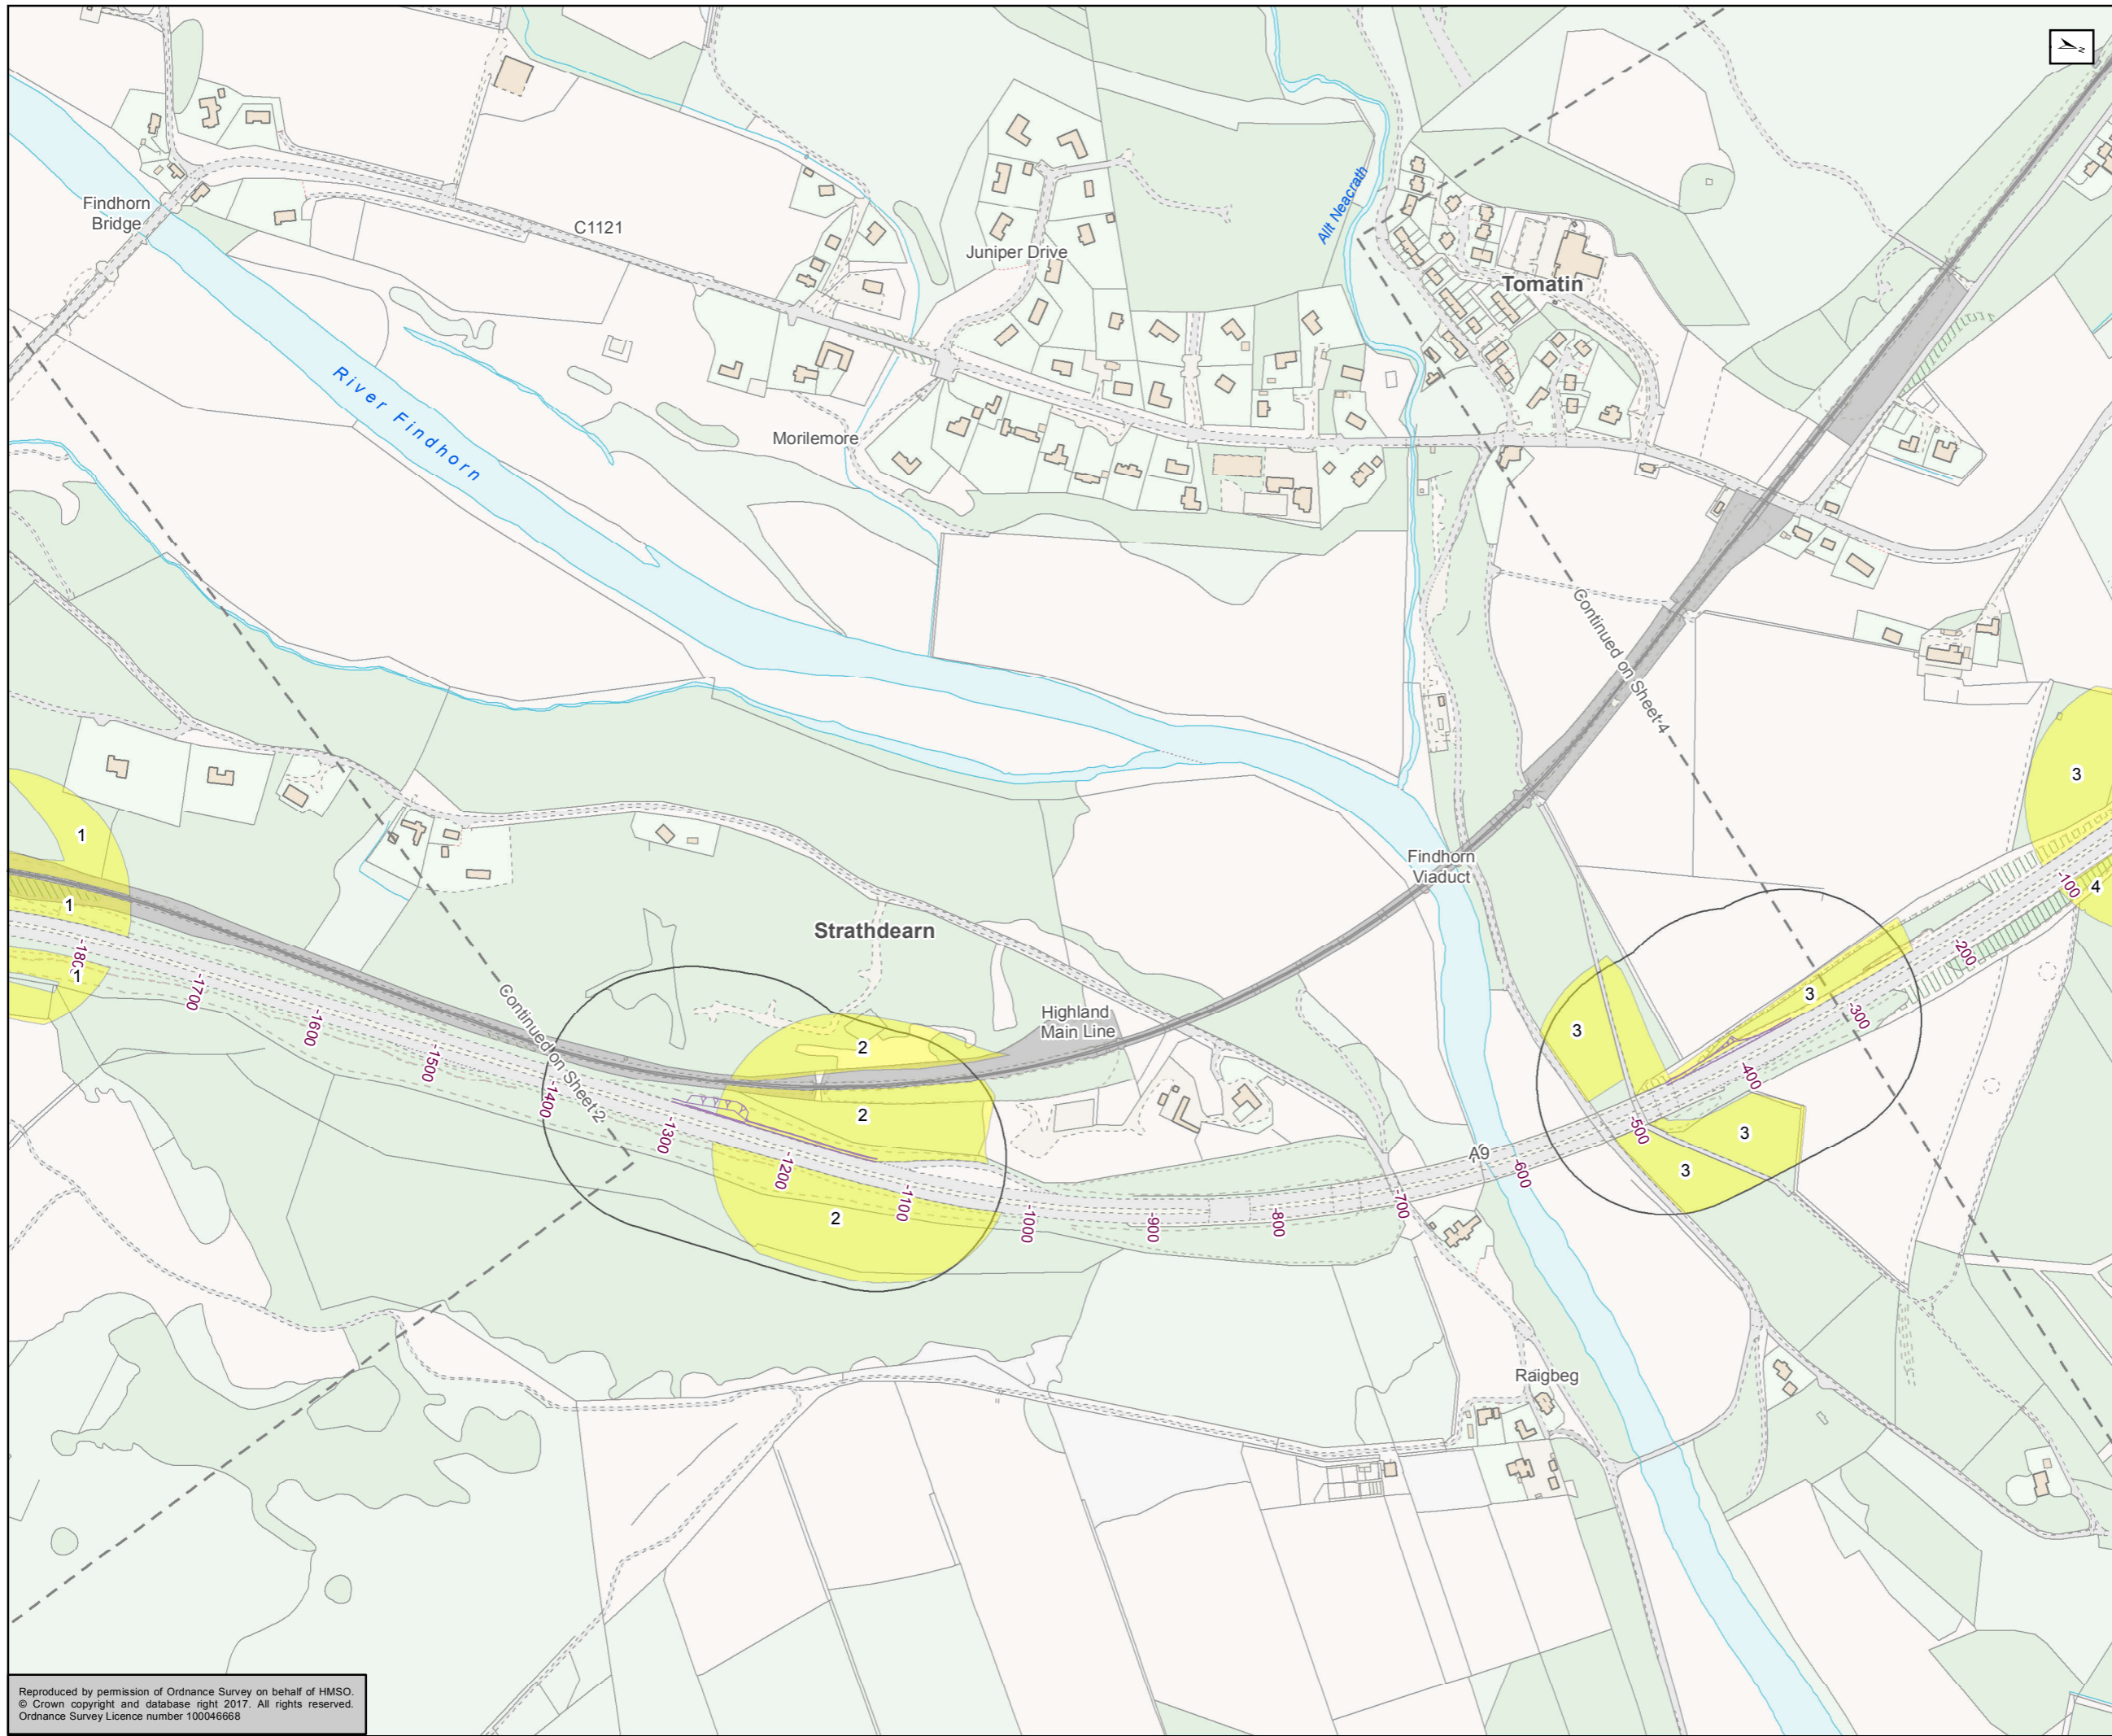 N
Findhorn
Bridge
C1121
Juniper Drive
Allt Neacrath
Tomatin
River Findhorn
Morilemore
Continued on Sheet 4
3
1
Findhorn
Viaduct
-100
4
1
Strathdearn
-200
-180
1
-1700
Continued on Sheet 2
3
-300
3
Highland
Main Line
-1600
2
-1500
-400
-1400
2
-1300
-500
3
A9
-1200
3
-600
-1100
2
-1000
-900
-800
-700
Raigbeg
Reproduced by permission of Ordnance Survey on behalf of HMSO.
© Crown copyright and database right 2017. All rights reserved.
Ordnance Survey Licence number 100046668